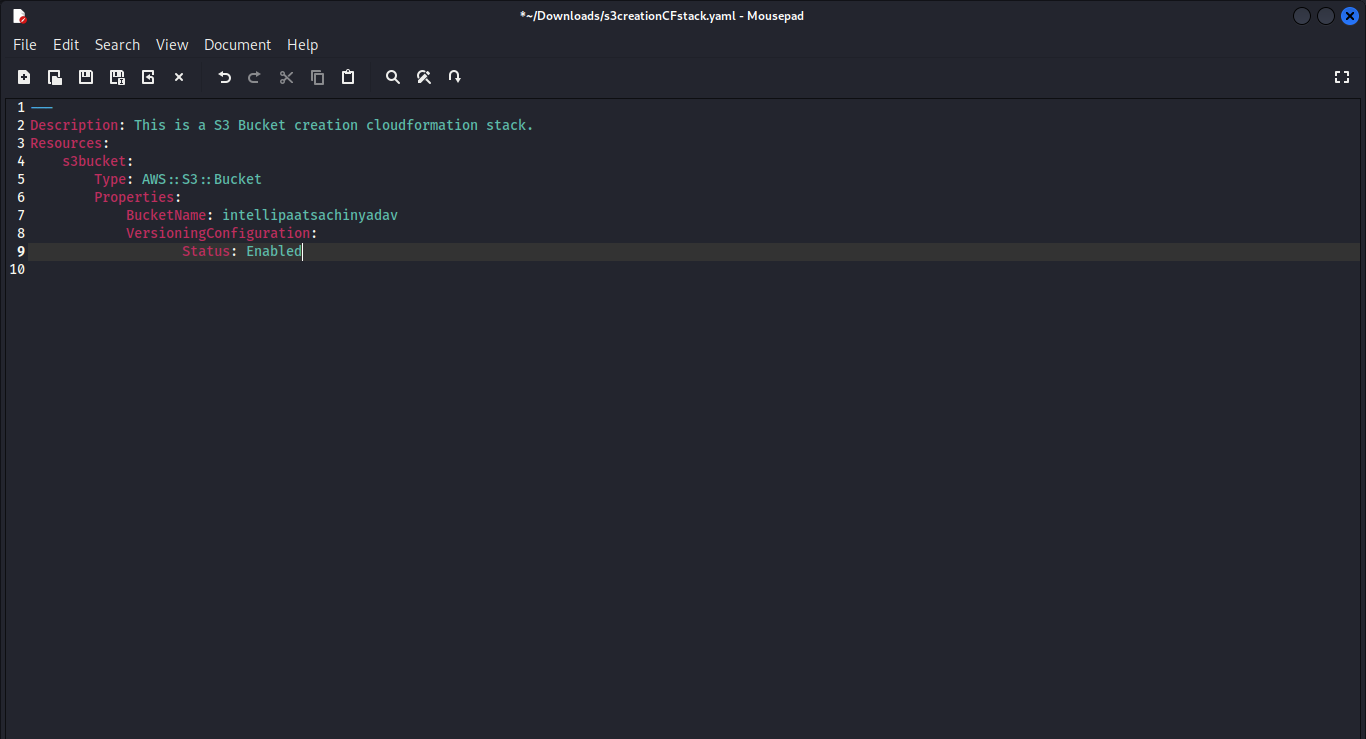 *~/Downloads/s3creationCFstack.yaml - Mousepad
File Edit Search View Document Help
1 ---
2 Description: This is a S3 Bucket creation cloudformation stack.
3 Resources:
4     s3bucket:
5         Type: AWS::S3::Bucket
6         Properties:
7             BucketName: intellipaatsachinyadav
8             VersioningConfiguration:
9                    Status: Enabled
10